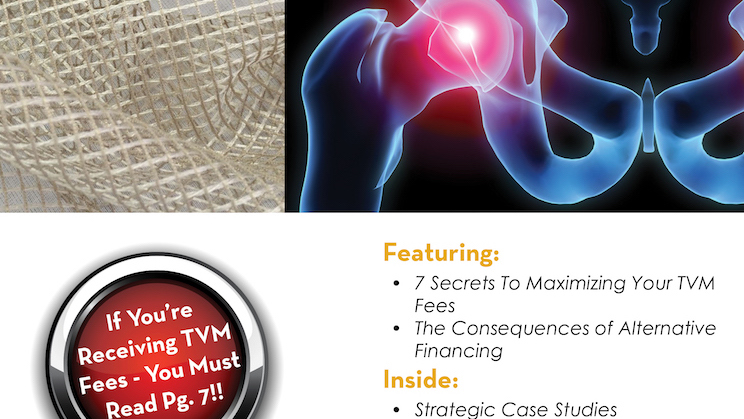 If You're
Receiving TVM
Fees - You Must
Read Pg. 7!!
Featuring:
• 7 Secrets To Maximizing Your TVM
Fees
• The Consequences of Alternative
Financing
Inside:
• Strategic Case Studies